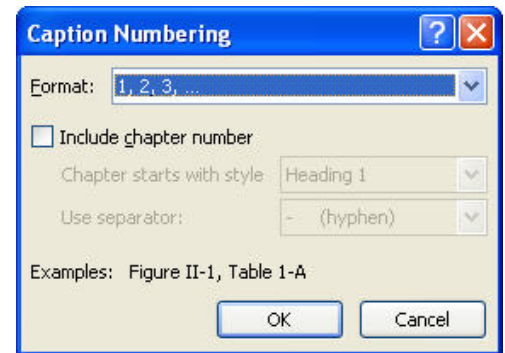 Caption Numbering
Format: 1, 2, 3, ...
Include chapter number
Chapter starts with style Heading 1
Use separator: - (hyphen)
Examples: Figure II-1, Table 1-A
OK Cancel